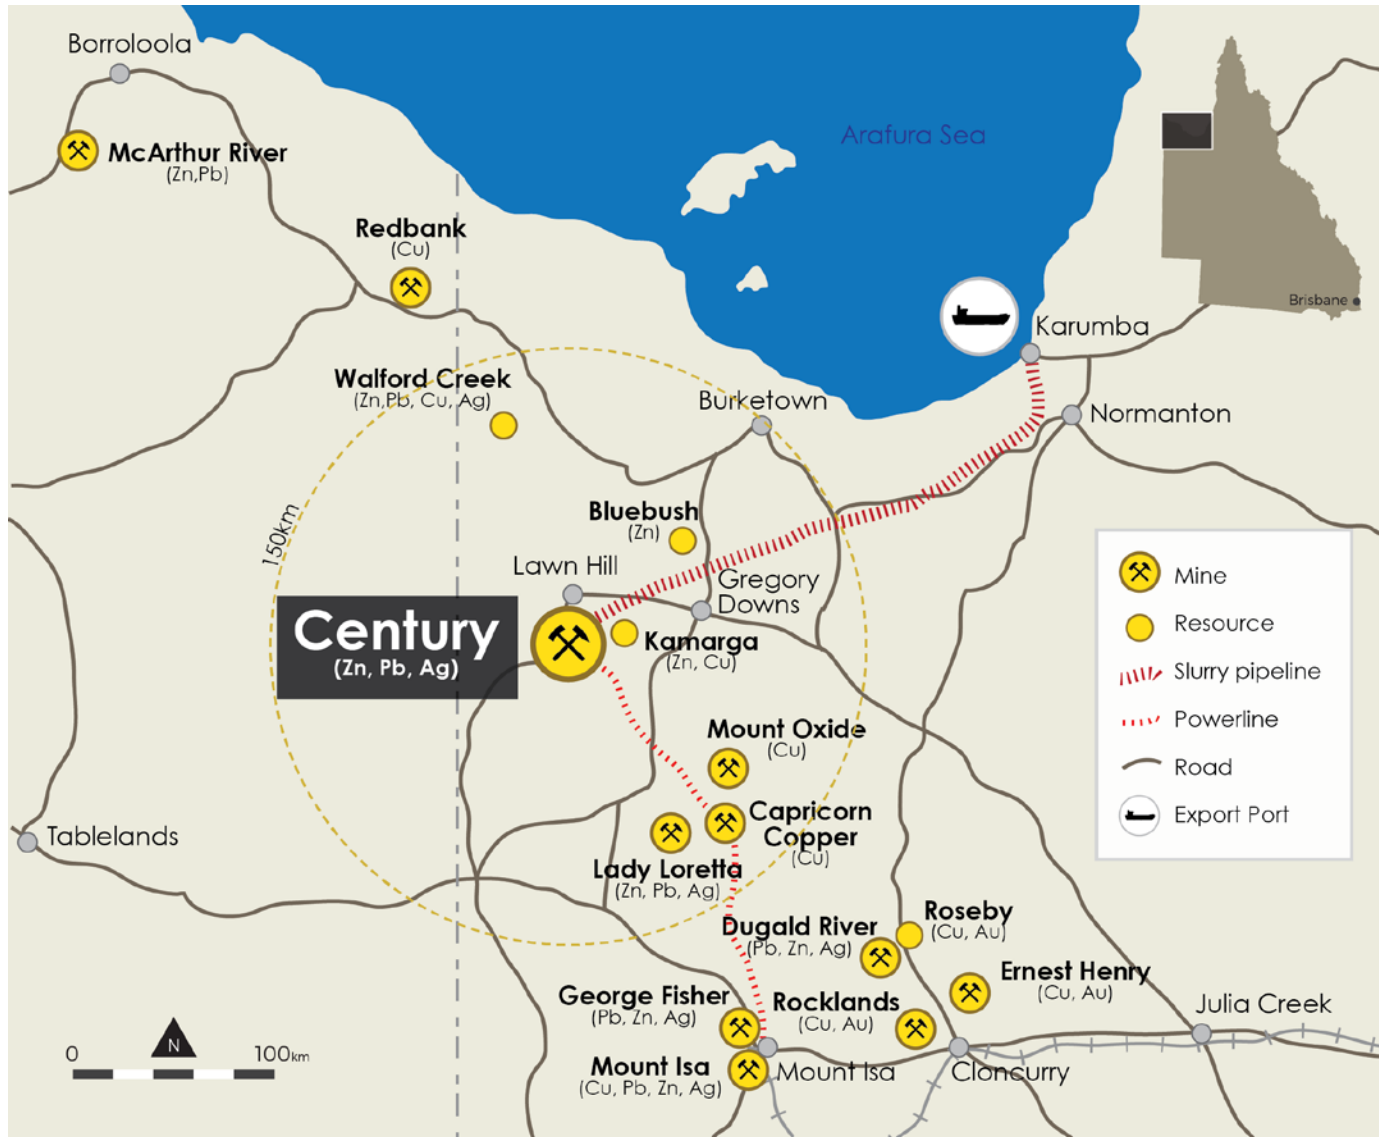 Borroloola
McArthur River
(Zn,Pb)
Arafura Sea
Redbank
(Cu)
Brisbane
Karumba
Walford Creek
(Zn,Pb, Cu, Ag)
Burketown
Normanton
150km
Bluebush
(Zn)
Lawn Hill
Gregory
Downs
Century
(Zn, Pb, Ag)
Kamarga
(Zn, Cu)
Mine
Resource
Slurry pipeline
Powerline
Road
Export Port
Mount Oxide
(Cu)
Capricorn
Copper
(Cu)
Tablelands
Lady Loretta
(Zn, Pb, Ag)
Dugald River
(Pb, Zn, Ag)
Roseby
(Cu, Au)
Ernest Henry
(Cu, Au)
George Fisher
(Pb, Zn, Ag)
Rocklands
(Cu, Au)
Julia Creek
N
0 100km
Mount Isa
(Cu, Pb, Zn, Ag)
Mount Isa
Cloncurry